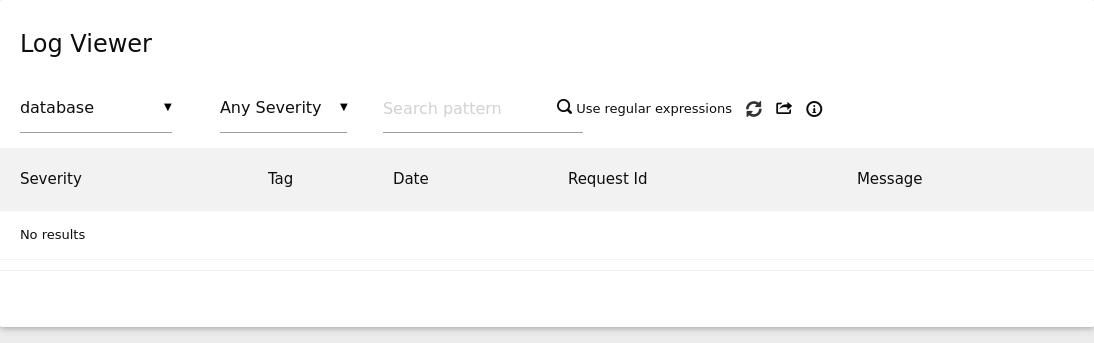 Log Viewer
database Any Severity Search pattern Use regular expressions
Severity Tag Date Request Id Message
No results